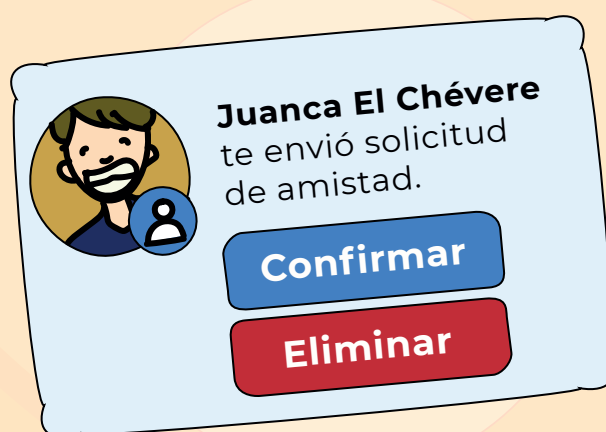 Juanca El Chévere
te envió solicitud
de amistad.
Confirmar
Eliminar